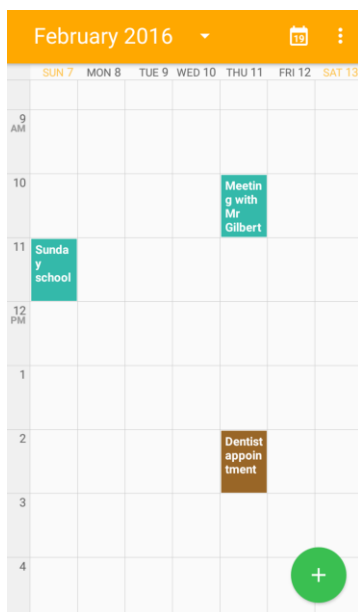 February 2016
19
SUN 7 MON 8 TUE 9 WED 10 THU 11 FRI 12 SAT 13
9
AM
10
Meetin
g with
Mr
Gilbert
11
Sunda
y
school
12
PM
1
2
Dentist
appoin
tment
3
4
+